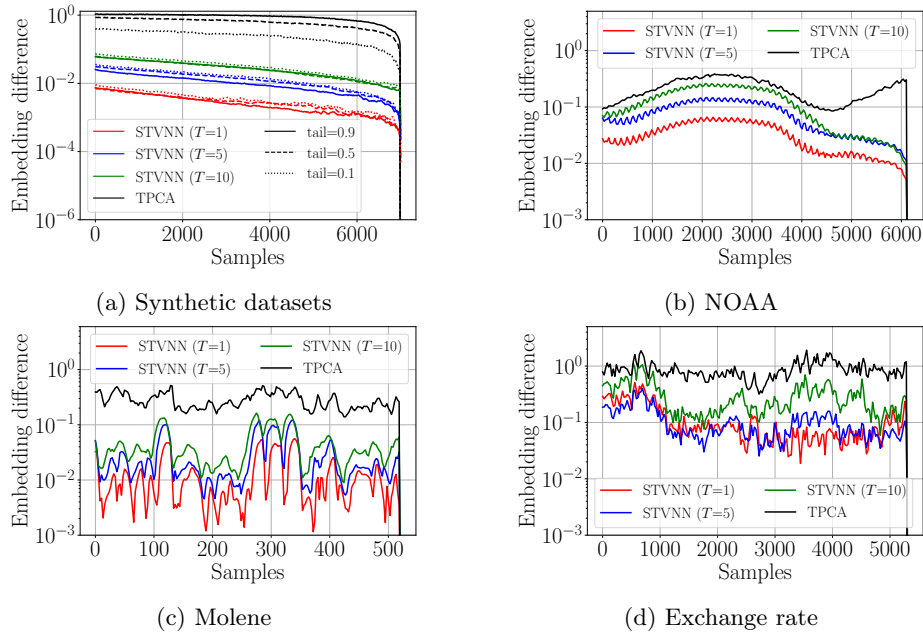 Embedding difference
10^0
10^{-2}
10^{-4}
10^{-6}
STVNN (T=1)
STVNN (T=5)
STVNN (T=10)
TPCA
tail=0.9
tail=0.5
tail=0.1
0 2000 4000 6000
Samples
(a) Synthetic datasets
Embedding difference
10^0
10^{-1}
10^{-2}
10^{-3}
STVNN (T=1) STVNN (T=10)
STVNN (T=5) TPCA
0 1000 2000 3000 4000 5000 6000
Samples
(b) NOAA
Embedding difference
10^0
10^{-1}
10^{-2}
10^{-3}
STVNN (T=1) STVNN (T=10)
STVNN (T=5) TPCA
0 100 200 300 400 500
Samples
(c) Molene
Embedding difference
10^0
10^{-1}
10^{-2}
10^{-3}
STVNN (T=1) STVNN (T=10)
STVNN (T=5) TPCA
0 1000 2000 3000 4000 5000
Samples
(d) Exchange rate